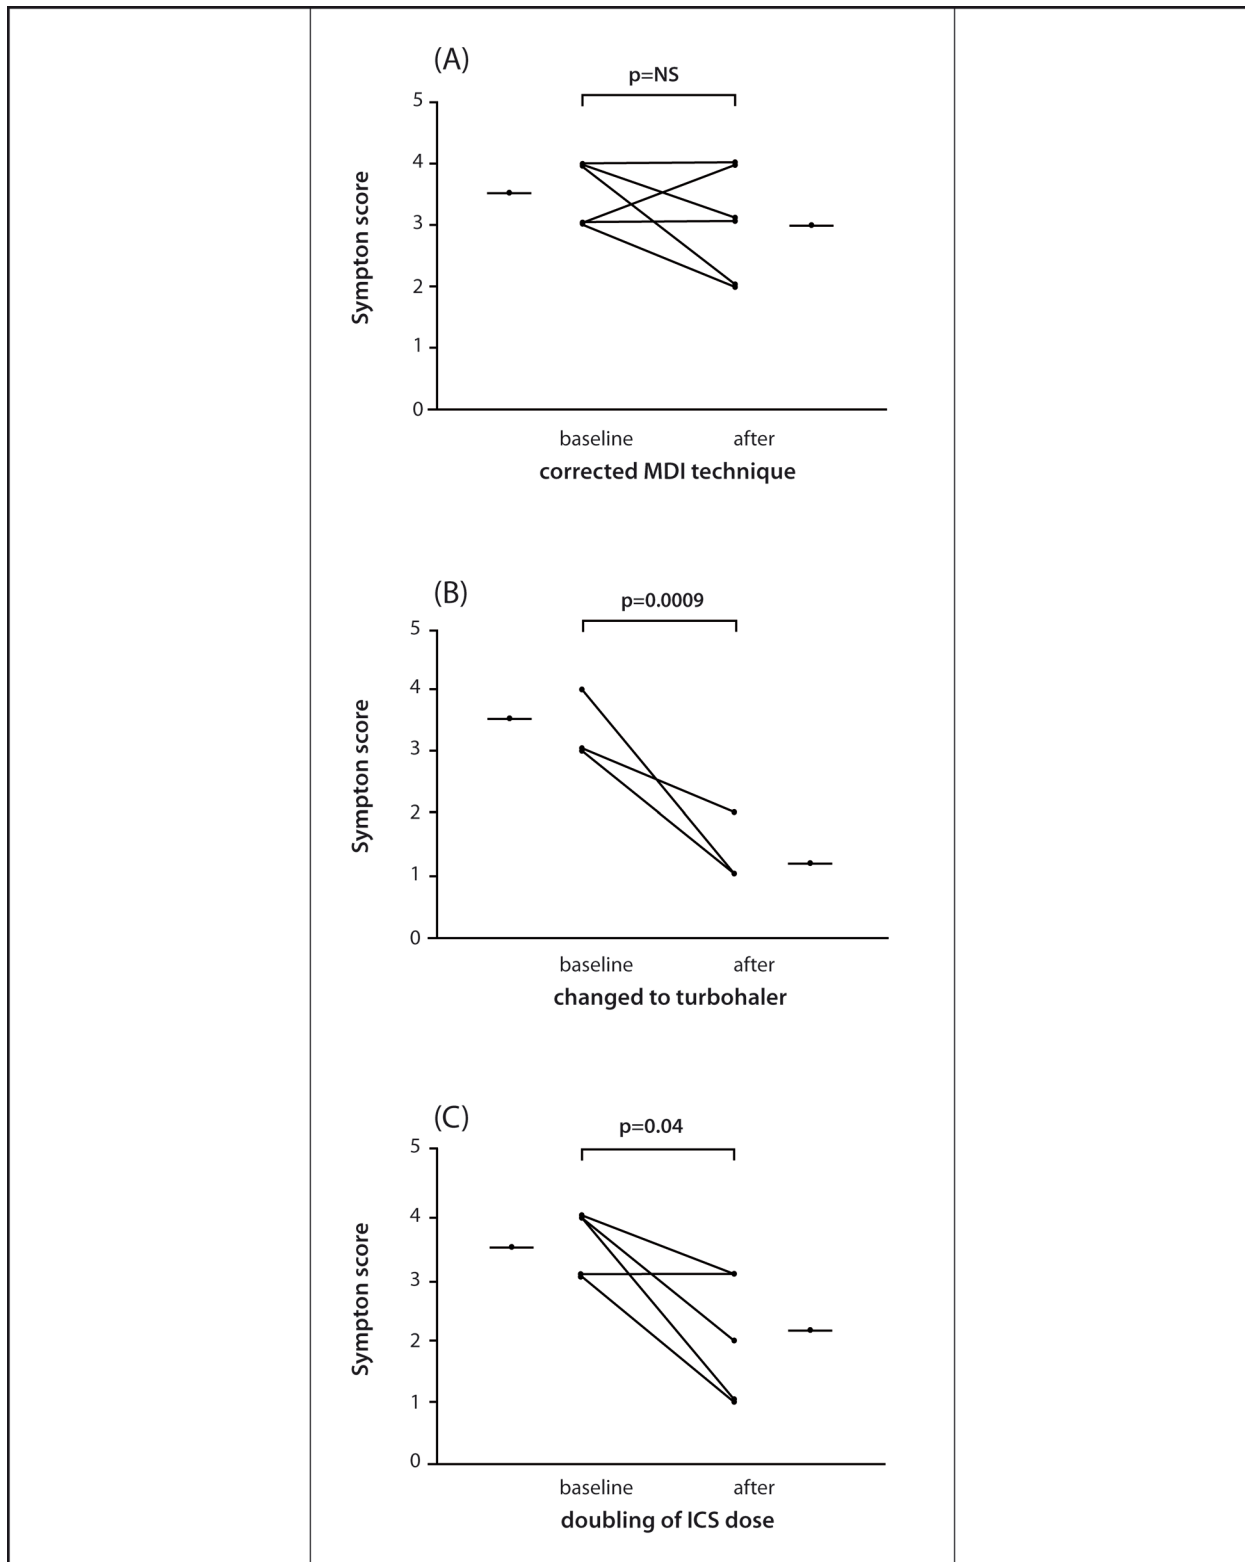 (A)
p=NS
5
4
3
2
1
0
Sympton score
baseline after
corrected MDI technique
(B)
p=0.0009
5
4
3
2
1
0
Sympton score
baseline after
changed to turbohaler
(C)
p=0.04
5
4
3
2
1
0
Sympton score
baseline after
doubling of ICS dose